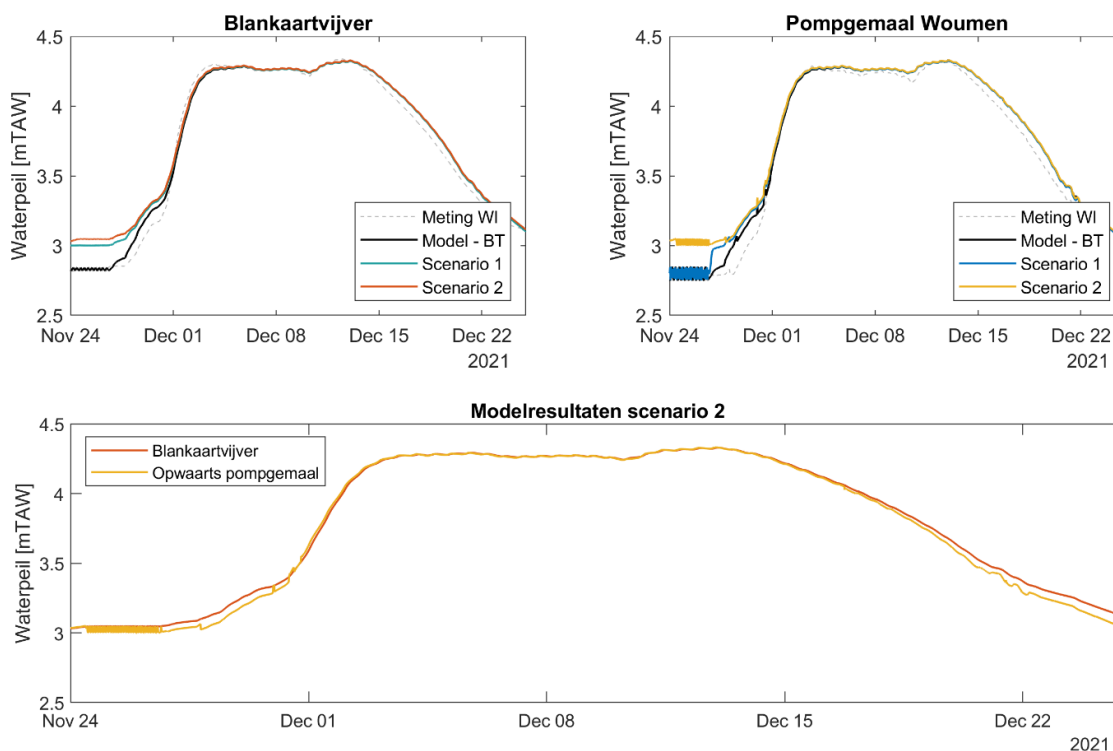 Blankaartvijver
4.5
4
3.5
3
2.5
Waterpeil [mTAW]
Nov 24
Dec 01
Dec 08
Dec 15
Dec 22
2021
Meting WI
Model - BT
Scenario 1
Scenario 2
Pompgemaal Woumen
4.5
4
3.5
3
2.5
Waterpeil [mTAW]
Nov 24
Dec 01
Dec 08
Dec 15
Dec 22
2021
Meting WI
Model - BT
Scenario 1
Scenario 2
Modelresultaten scenario 2
4.5
4
3.5
3
2.5
Waterpeil [mTAW]
Blankaartvijver
Opwaarts pompgemaal
Nov 24
Dec 01
Dec 08
Dec 15
Dec 22
2021